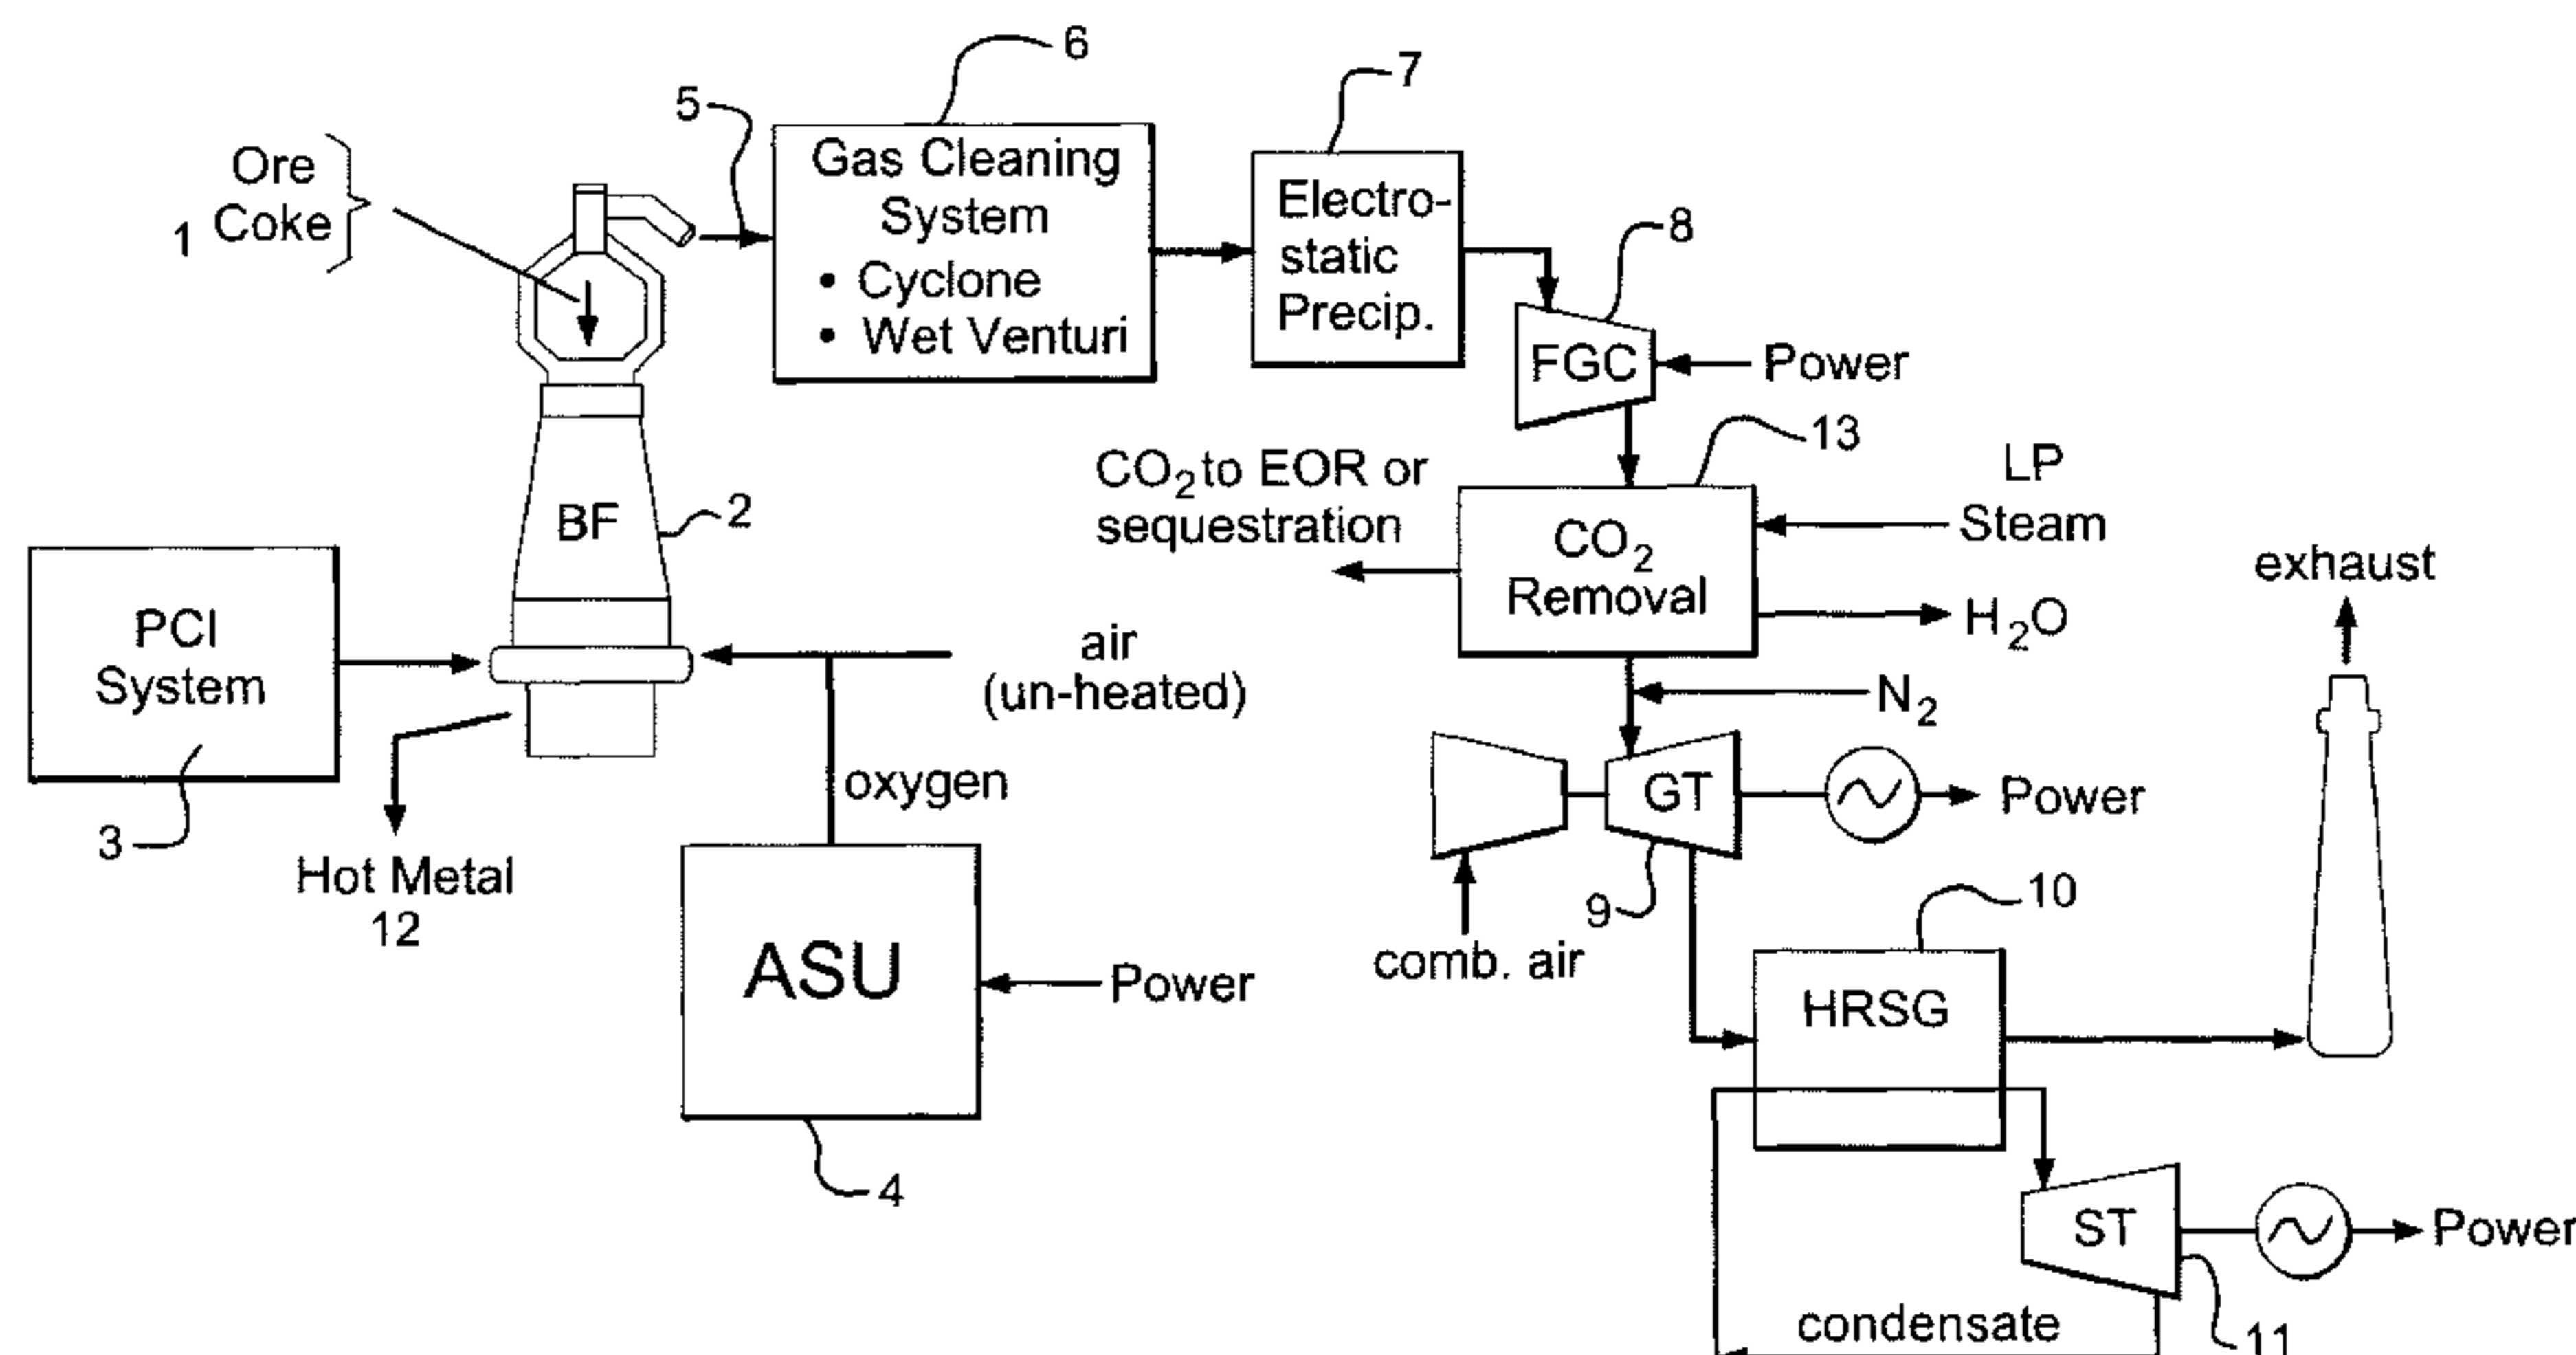 6
7
5
Ore
Coke
1
Gas Cleaning
System
• Cyclone
• Wet Venturi
Electro-
static
Precip.
8
FGC
Power
13
CO2 to EOR or
sequestration
LP
Steam
CO2
Removal
H2O
exhaust
BF
2
PCI
System
3
air
(un-heated)
oxygen
N2
GT
Power
Hot Metal
12
9
comb. air
10
HRSG
ASU
Power
4
ST
Power
condensate
11